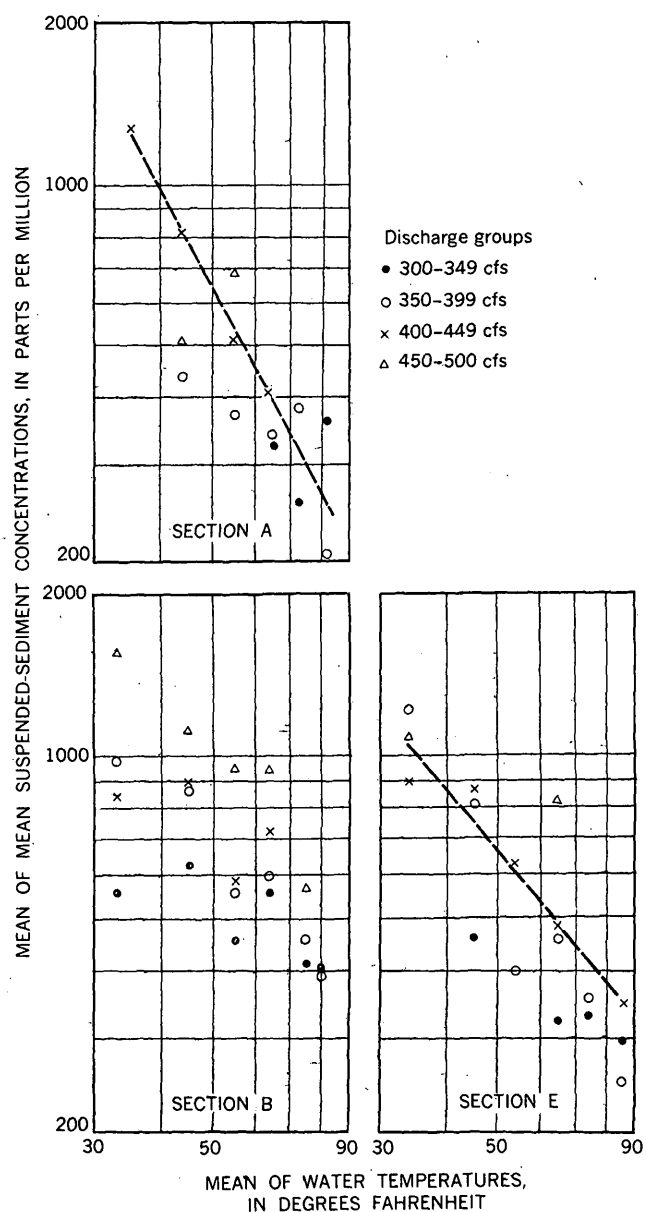 2000
1000
200
SECTION A
Discharge groups
300-349 cfs
350-399 cfs
400-449 cfs
450-500 cfs
MEAN OF MEAN SUSPENDED-SEDIMENT CONCENTRATIONS, IN PARTS PER MILLION
2000
1000
200
SECTION B
30
50
90
SECTION E
30
50
90
MEAN OF WATER TEMPERATURES,
IN DEGREES FAHRENHEIT